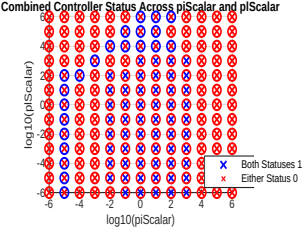 Combined Controller Status Across piScalar and plScalar
6
4
2
0
-2
-4
-6
log10(plScalar)
-6 -4 -2 0 2 4 6
log10(piScalar)
Both Statuses 1
Either Status 0